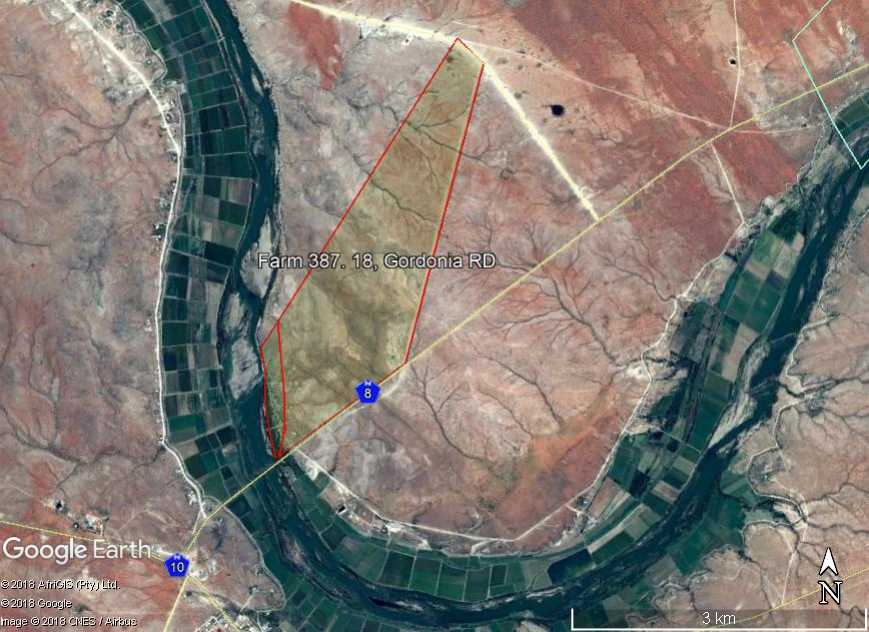 Farm 387. 18, Gordonia RD
N
8
Google Earth
N
10
© 2018 AfriGIS (Pty) Ltd.
© 2018 Google
Image © 2018 CNES / Airbus
N
3 km